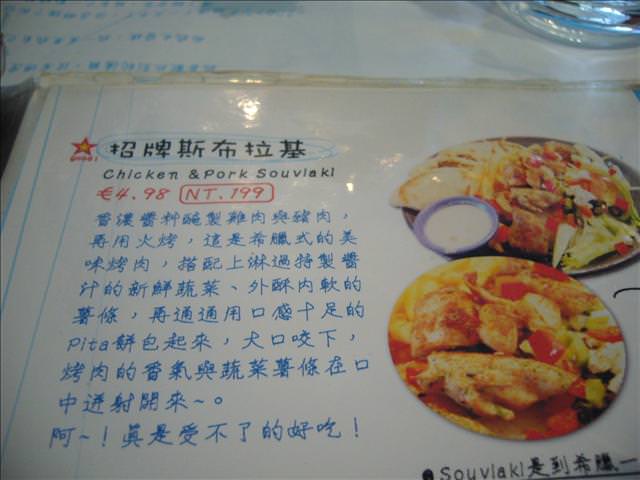 招牌斯布拉基
Chicken & Pork Souvlaki
€4.98 NT.199
香濃醬料醃製雞肉與豬肉，
再用火烤，這是希臘式的美
味烤肉，搭配上淋過特製醬
汁的新鮮蔬菜、外酥肉軟的
薯條，再通通用口感十足的
Pita餅包起來，大口咬下，
烤肉的香氣與蔬菜薯條在口
中迸射開來~。
阿~！真是受不了的好吃！
●Souvlaki是到希臘一